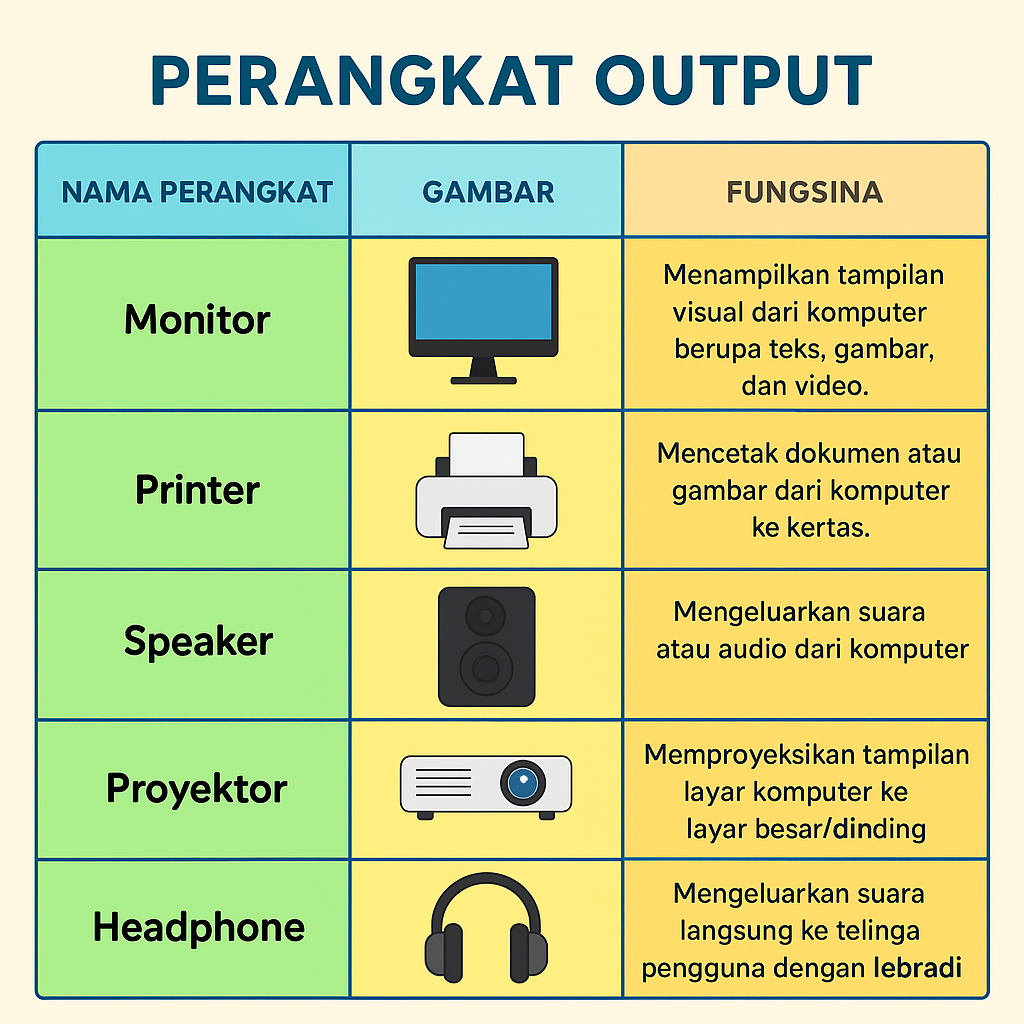 PERANGKAT OUTPUT
NAMA PERANGKAT
GAMBAR
FUNGSINA
Monitor
Menampilkan tampilan
visual dari komputer
berupa teks, gambar,
dan video.
Printer
Mencetak dokumen atau
gambar dari komputer
ke kertas.
Speaker
Mengeluarkan suara
atau audio dari komputer
Proyektor
Memproyeksikan tampilan
layar komputer ke
layar besar/dinding
Headphone
Mengeluarkan suara
langsung ke telinga
pengguna dengan lebradi